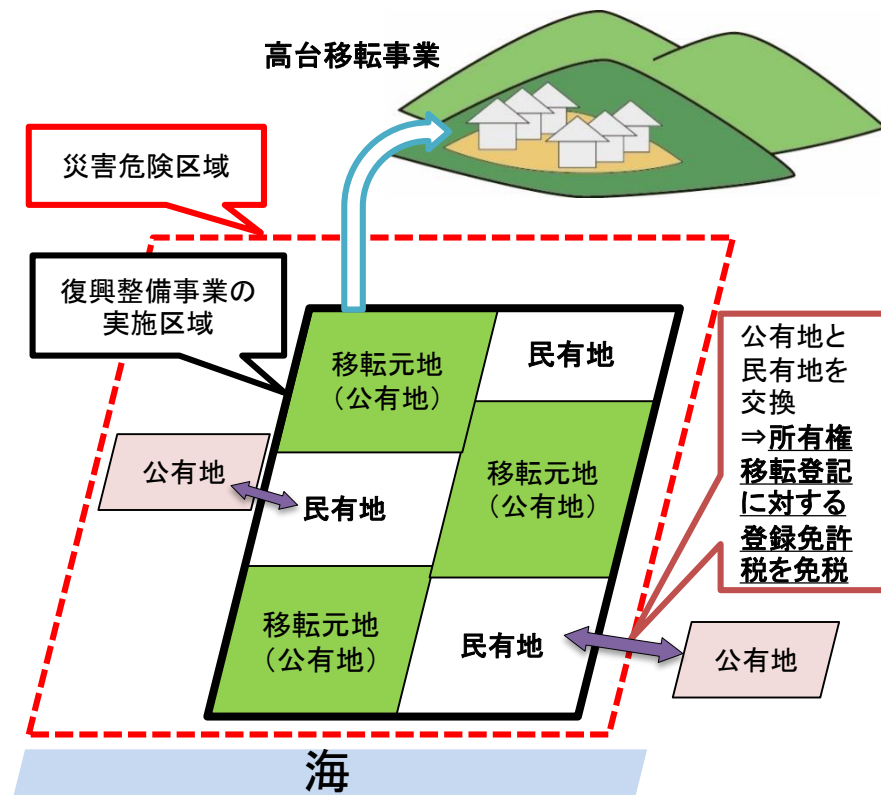 高台移転事業
災害危険区域
復興整備事業の
実施区域
移転元地
（公有地）
民有地
公有地と
民有地を
交換
⇒所有権
移転登記
に対する
登録免許
税を免税
公有地
民有地
移転元地
（公有地）
移転元地
（公有地）
民有地
公有地
海